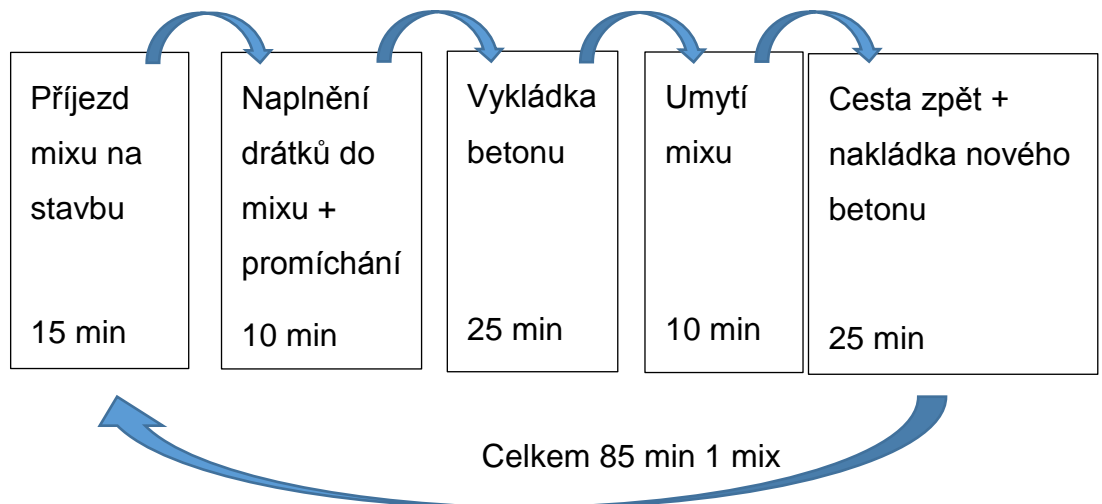 Příjezd
mixu na
stavbu
15 min
Naplnění
drátků do
mixu +
promíchání
10 min
Vykládka
betonu
25 min
Umytí
mixu
10 min
Cesta zpět +
nakládka nového
betonu
25 min
Celkem 85 min 1 mix